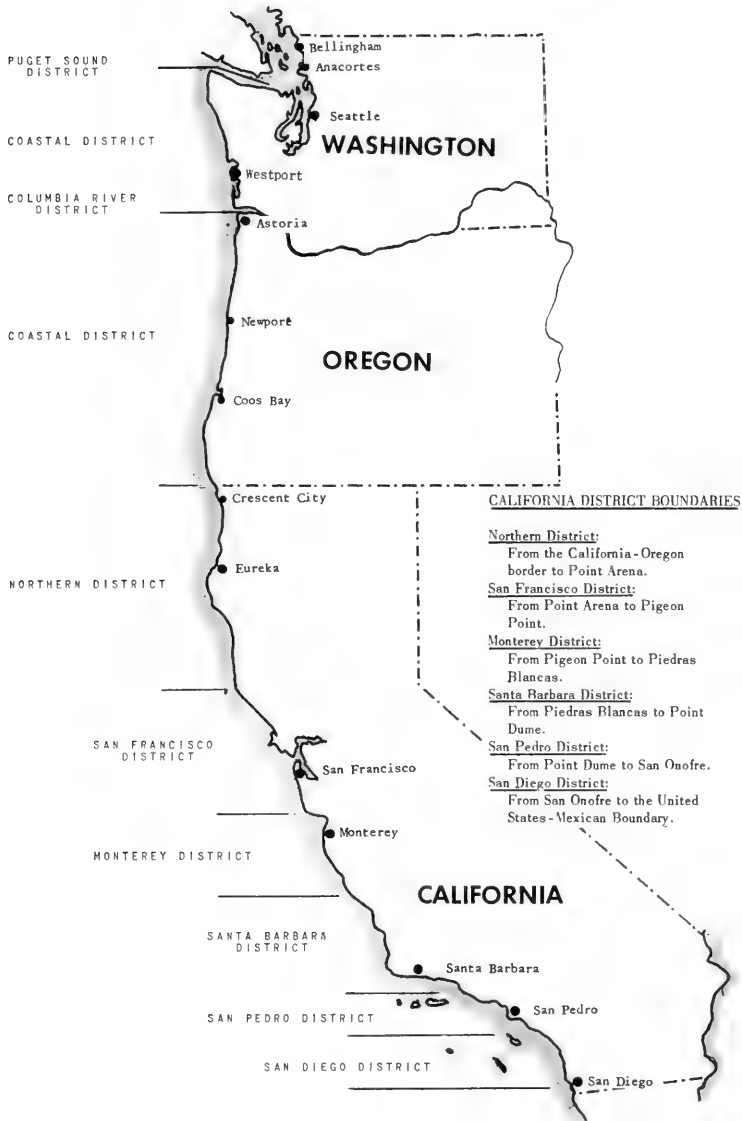 PUGET SOUND
DISTRICT
Bellingham
Anacortes
Seattle
COASTAL DISTRICT
WASHINGTON
Westport
COLUMBIA RIVER
DISTRICT
Astoria
Newport
COASTAL DISTRICT
OREGON
Coos Bay
Crescent City
CALIFORNIA DISTRICT BOUNDARIES
Northern District:
From the California-Oregon
border to Point Arena.
San Francisco District:
From Point Arena to Pigeon
Point.
Monterey District:
From Pigeon Point to Piedras
Blancas.
Santa Barbara District:
From Piedras Blancas to Point
Dume.
San Pedro District:
From Point Dume to San Onofre.
San Diego District:
From San Onofre to the United
States-Mexican Boundary.
Eureka
NORTHERN DISTRICT
SAN FRANCISCO
DISTRICT
San Francisco
Monterey
MONTEREY DISTRICT
CALIFORNIA
SANTA BARBARA
DISTRICT
Santa Barbara
San Pedro
SAN PEDRO DISTRICT
SAN DIEGO DISTRICT
San Diego